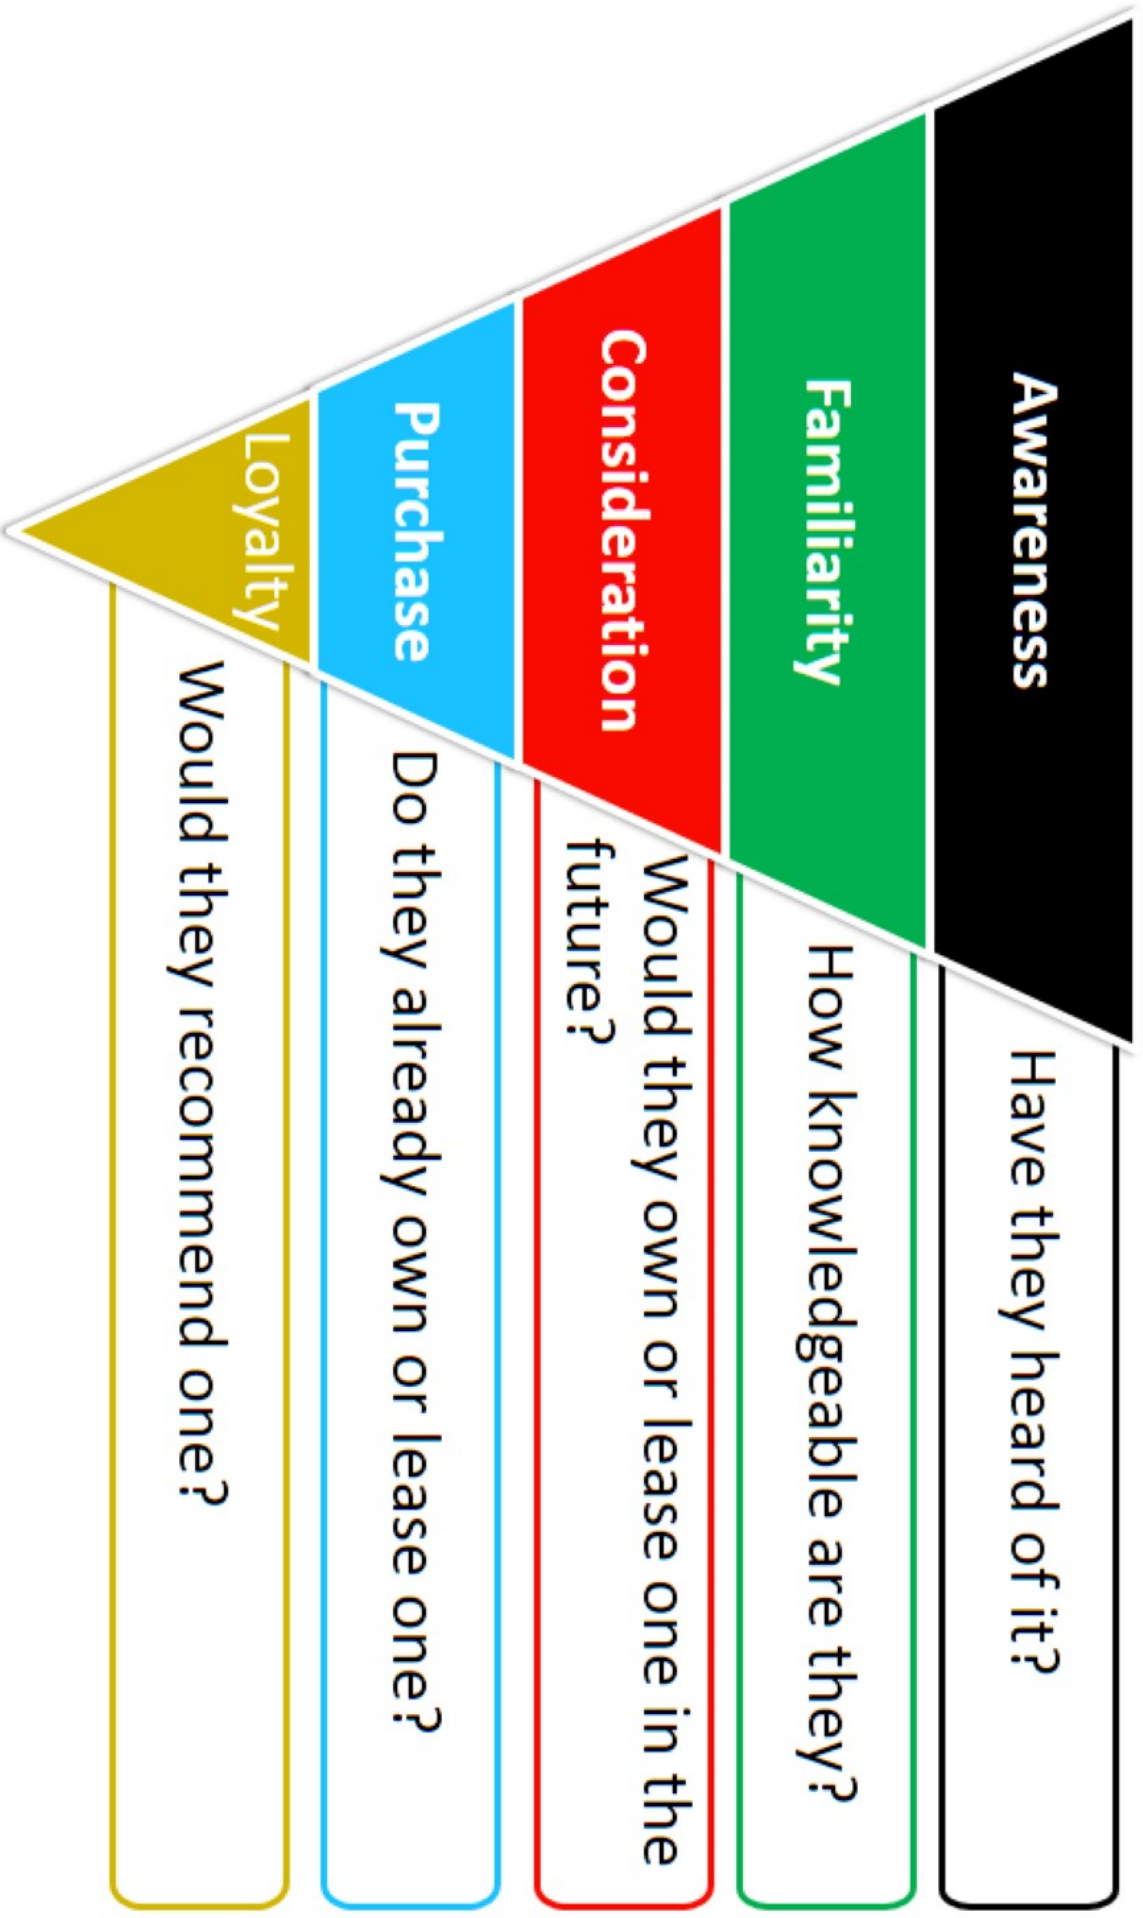 Awareness
Have they heard of it?
Familiarity
How knowledgeable are they?
Consideration
Would they own or lease one in the
future?
Purchase
Do they already own or lease one?
Loyalty
Would they recommend one?